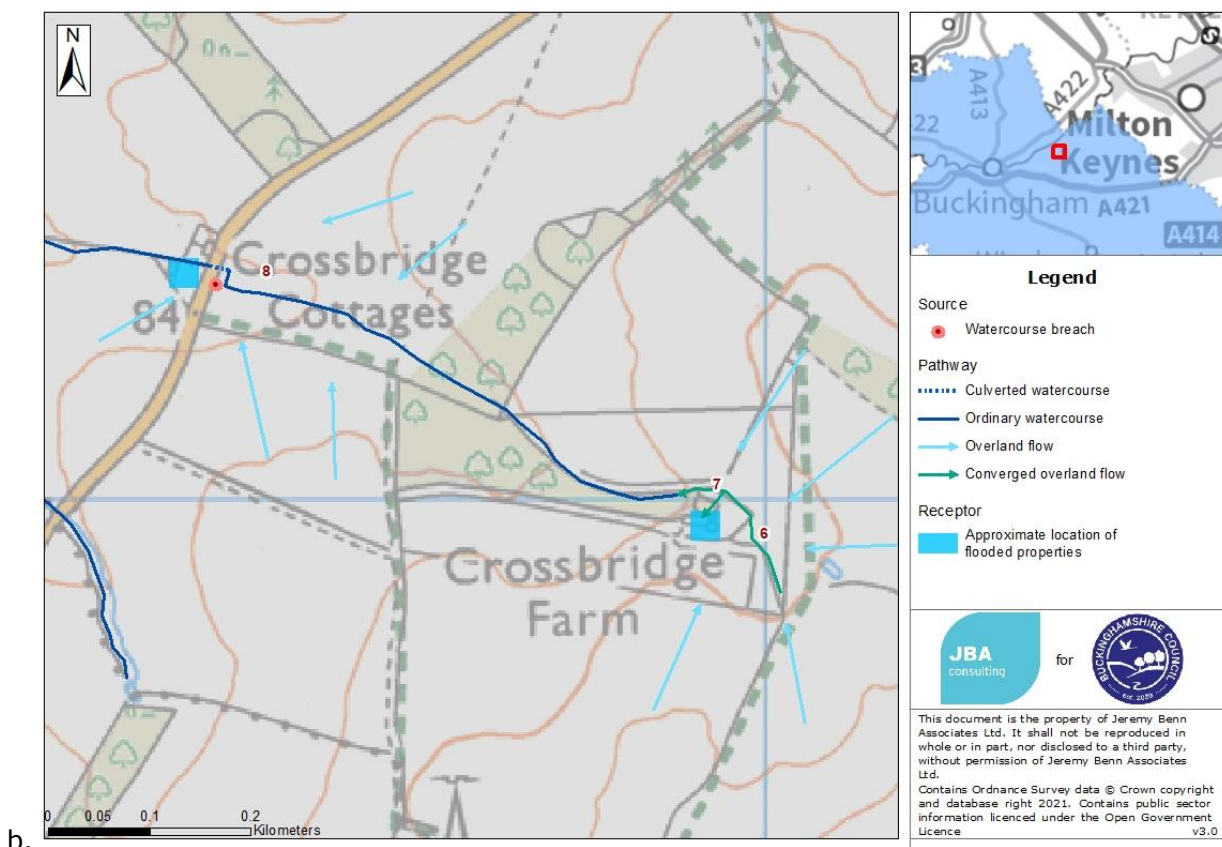 N
8
Crossbridge
Cottages
84
7
6
Crossbridge
Farm
0 0.05 0.1 0.2
Kilometers
b.
A413
A422
Milton
Keynes
Buckingham A421
A414
Legend
Source
Watercourse breach
Pathway
Culverted watercourse
Ordinary watercourse
Overland flow
Converged overland flow
Receptor
Approximate location of
flooded properties
JBA
consulting
for
BUCKINGHAMSHIRE COUNCIL
EST. 2020
This document is the property of Jeremy Benn
Associates Ltd. It shall not be reproduced in
whole or in part, nor disclosed to a third party,
without permission of Jeremy Benn Associates
Ltd.
Contains Ordnance Survey data © Crown copyright
and database right 2021. Contains public sector
information licenced under the Open Government
Licence v3.0